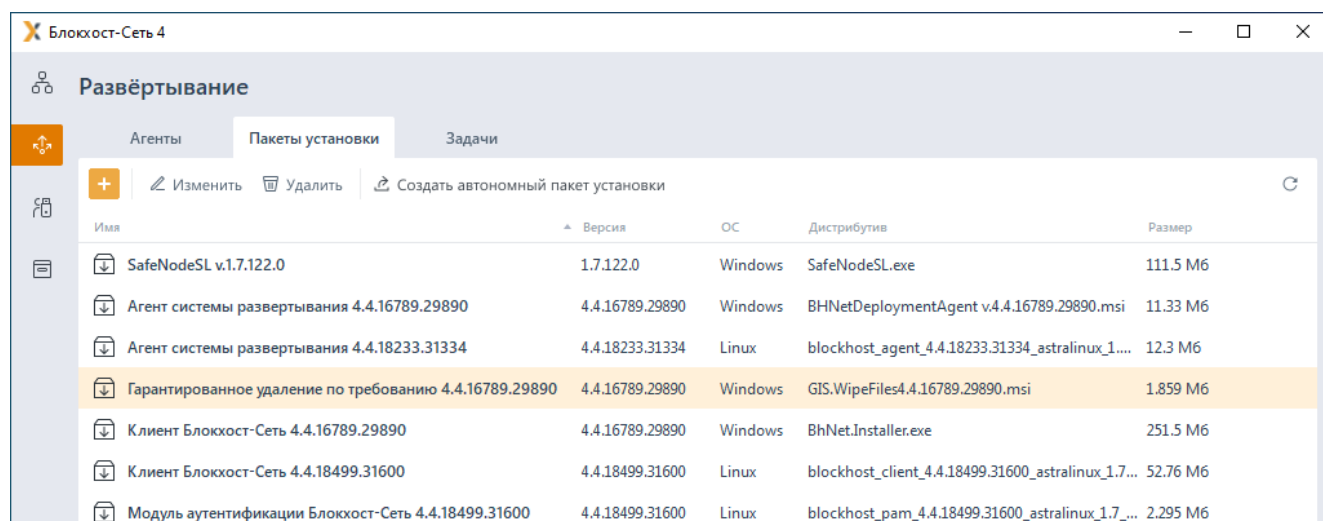 Блокхост-Сеть 4
Развёртывание
Агенты Пакеты установки Задачи
+ Изменить Удалить Создать автономный пакет установки
Имя Версия ОС Дистрибутив Размер
SafeNodeSL v.1.7.122.0 1.7.122.0 Windows SafeNodeSL.exe 111.5 Мб
Агент системы развертывания 4.4.16789.29890 4.4.16789.29890 Windows BHNetDeploymentAgent v.4.4.16789.29890.msi 11.33 Мб
Агент системы развертывания 4.4.18233.31334 4.4.18233.31334 Linux blockhost_agent_4.4.18233.31334_astralinux_1.... 12.3 Мб
Гарантированное удаление по требованию 4.4.16789.29890 4.4.16789.29890 Windows GIS.WipeFiles4.4.16789.29890.msi 1.859 Мб
Клиент Блокхост-Сеть 4.4.16789.29890 4.4.16789.29890 Windows BhNet.Installer.exe 251.5 Мб
Клиент Блокхост-Сеть 4.4.18499.31600 4.4.18499.31600 Linux blockhost_client_4.4.18499.31600_astralinux_1.7... 52.76 Мб
Модуль аутентификации Блокхост-Сеть 4.4.18499.31600 4.4.18499.31600 Linux blockhost_pam_4.4.18499.31600_astralinux_1.7_... 2.295 Мб